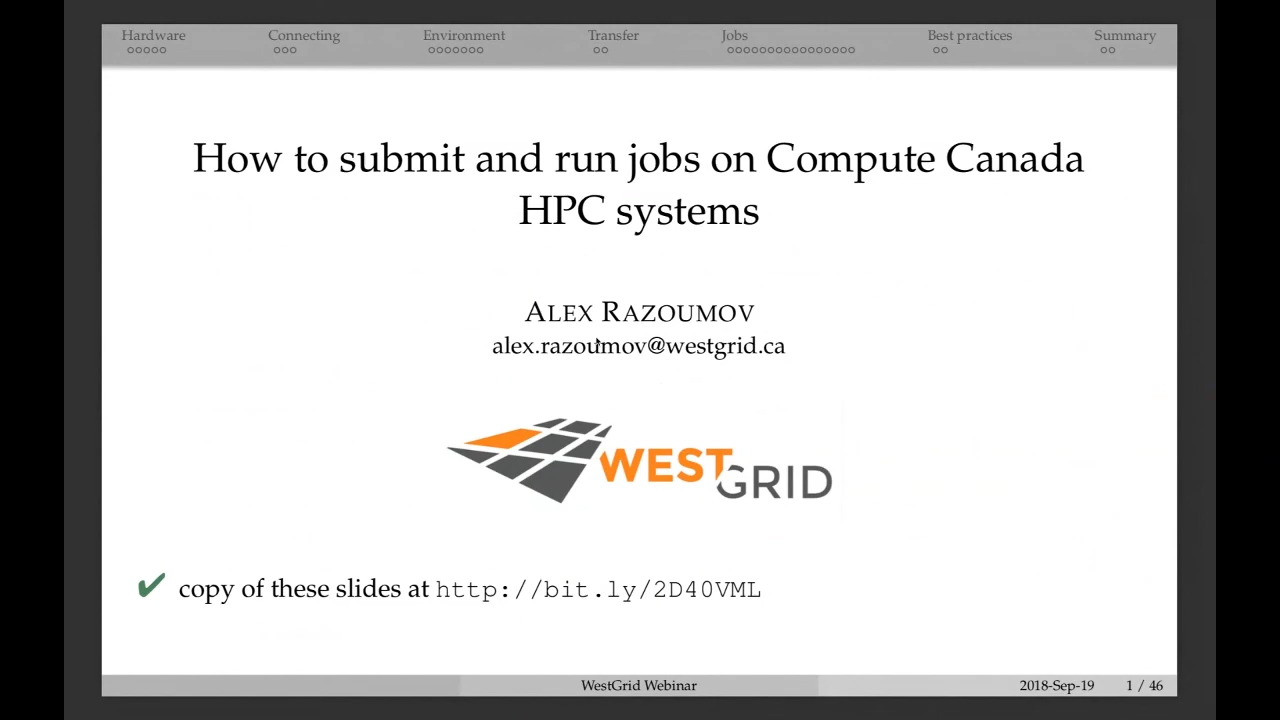 Hardware Connecting Environment Transfer Jobs Best practices Summary
How to submit and run jobs on Compute Canada
HPC systems
ALEX RAZOUMOV
alex.razoumov@westgrid.ca
WESTGRID
✔ copy of these slides at http://bit.ly/2D40VML
WestGrid Webinar 2018-Sep-19 1 / 46